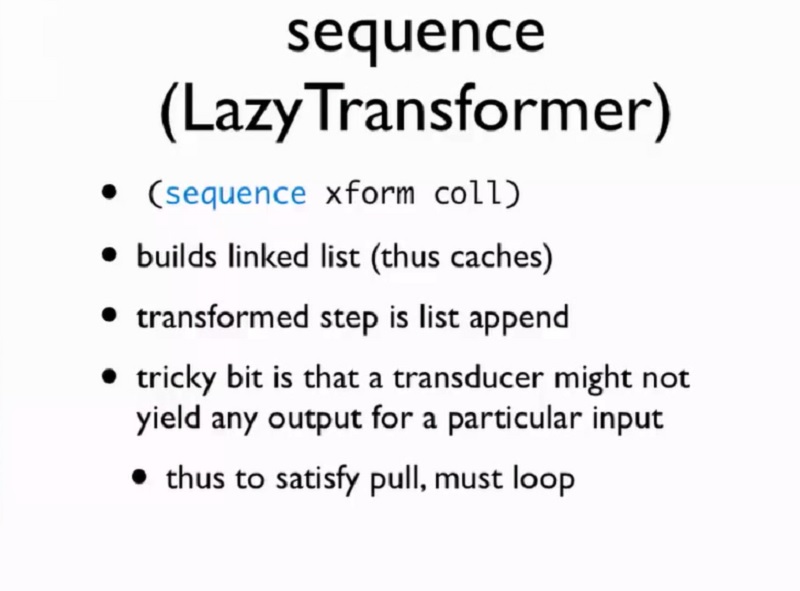 sequence
(LazyTransformer)
• (sequence xform coll)
• builds linked list (thus caches)
• transformed step is list append
• tricky bit is that a transducer might not
yield any output for a particular input
• thus to satisfy pull, must loop